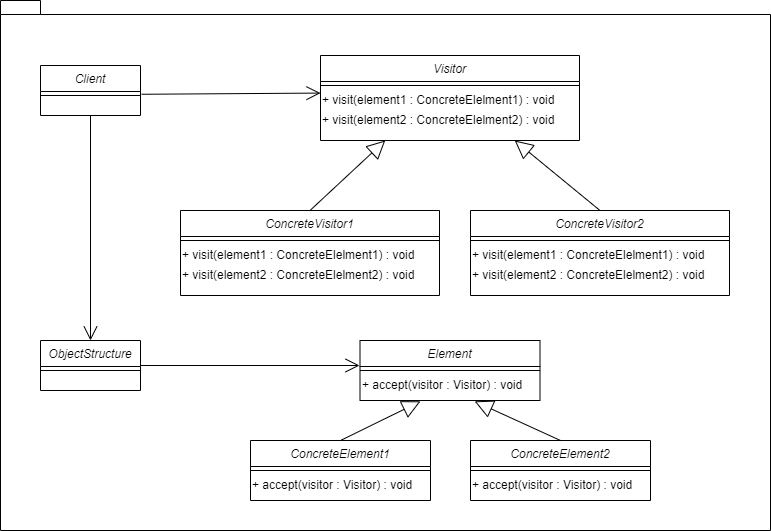 Client
Visitor
+ visit(element1 : ConcreteElelment1) : void
+ visit(element2 : ConcreteElelment2) : void
ConcreteVisitor1
+ visit(element1 : ConcreteElelment1) : void
+ visit(element2 : ConcreteElelment2) : void
ConcreteVisitor2
+ visit(element1 : ConcreteElelment1) : void
+ visit(element2 : ConcreteElelment2) : void
ObjectStructure
Element
+ accept(visitor : Visitor) : void
ConcreteElement1
+ accept(visitor : Visitor) : void
ConcreteElement2
+ accept(visitor : Visitor) : void